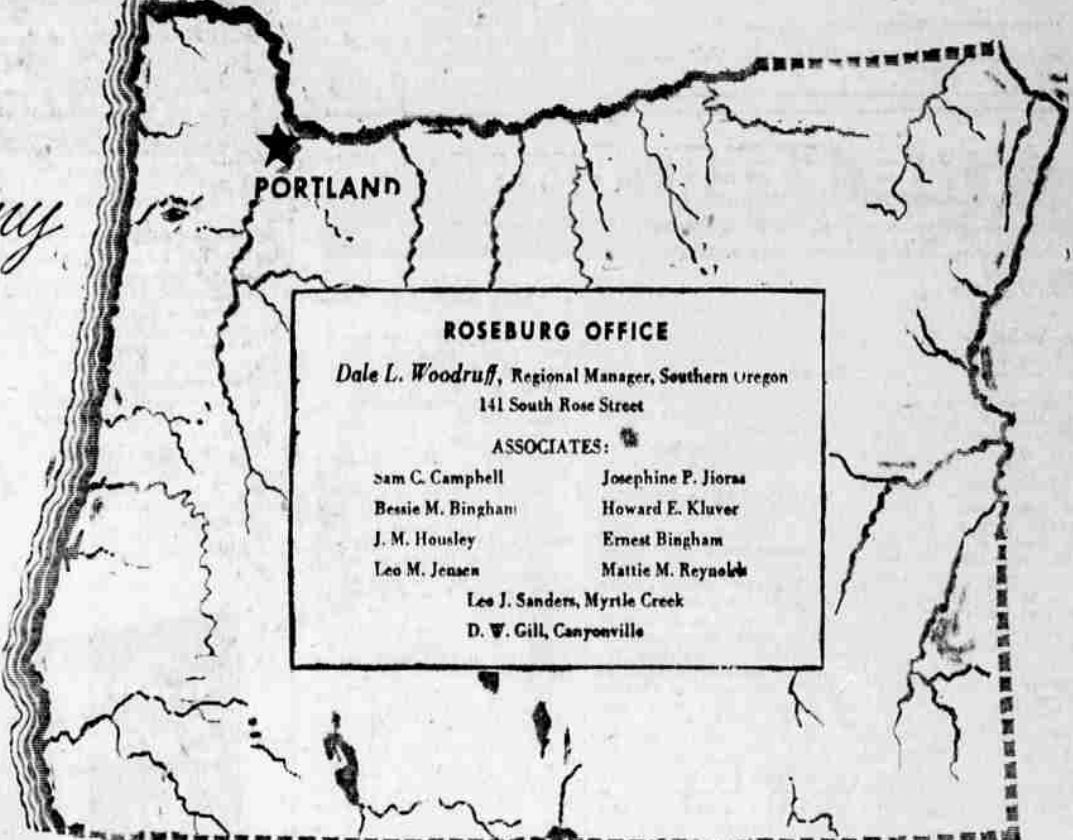 PORTLAND
ROSEBURG OFFICE
Dale L. Woodruff, Regional Manager, Southern Oregon
141 South Rose Street
ASSOCIATES:
Sam C. Campbell Josephine P. Jioras
Bessie M. Bingham Howard E. Kluver
J. M. Housley Ernest Bingham
Leo M. Jensen Mattie M. Reynolds
Leo J. Sanders, Myrtle Creek
D. W. Gill, Canyonville